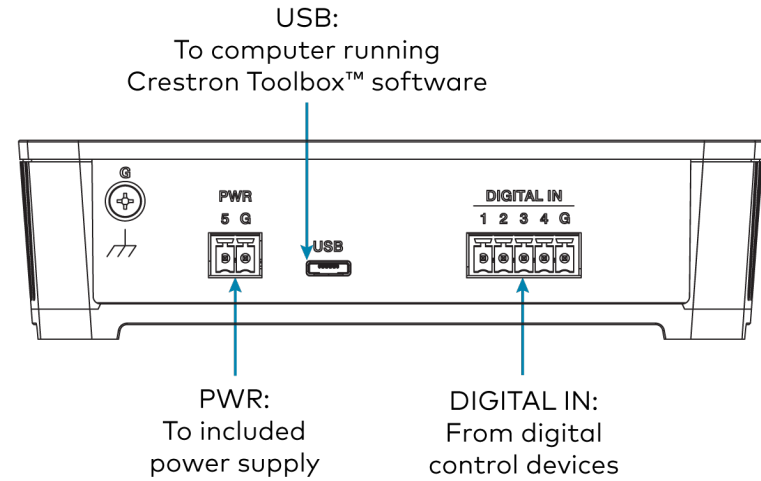 USB:
To computer running
Crestron Toolbox™ software
G
PWR
5 G
USB
DIGITAL IN
1 2 3 4 G
PWR:
To included
power supply
DIGITAL IN:
From digital
control devices